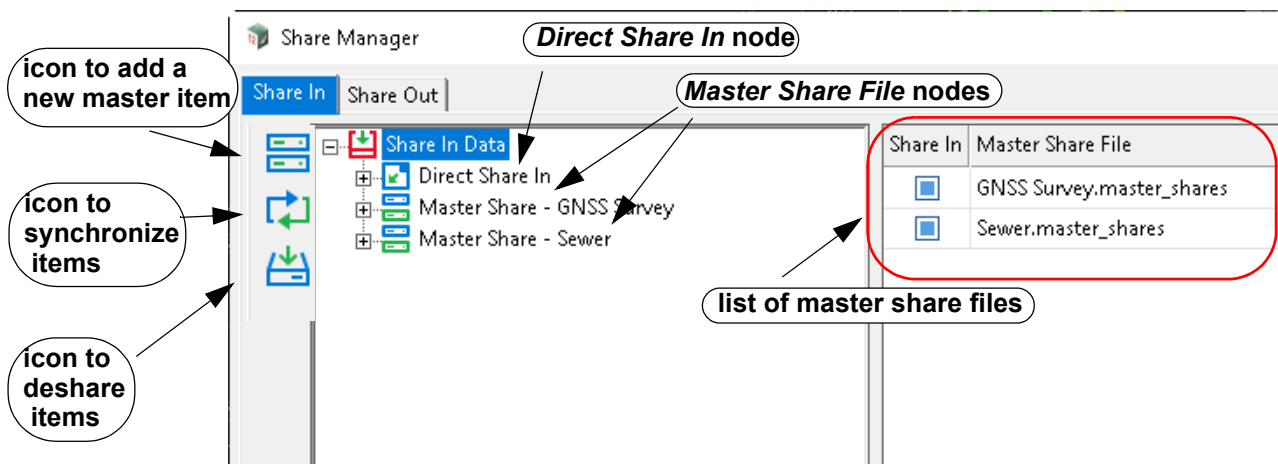 Share Manager
Direct Share In node
icon to add a
new master item
Share In
Share Out
Master Share File nodes
Share In Data
Direct Share In
Master Share - GNSS Survey
Master Share - Sewer
Share In
Master Share File
GNSS Survey.master_shares
Sewer.master_shares
icon to
synchronize
items
list of master share files
icon to
deshare
items